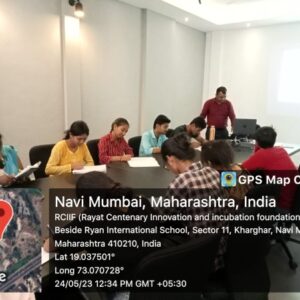 GPS Map C
Navi Mumbai, Maharashtra, India
RCIIF (Rayat Centenary Innovation and incubation foundation
Beside Ryan International School, Sector 11, Kharghar, Navi M
Maharashtra 410210, India
Lat 19.037501°
Long 73.070728°
24/05/23 12:34 PM GMT +05:30